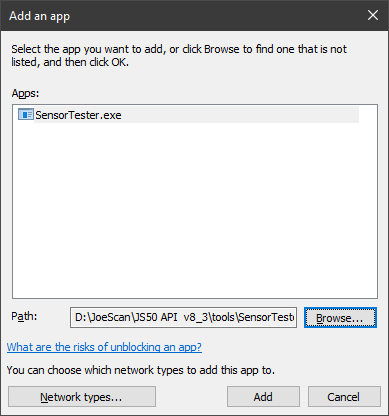 Add an app
Select the app you want to add, or click Browse to find one that is not
listed, and then click OK.
Apps:
SensorTester.exe
Path:
D:\JoeScan\JS50 API v8_3\tools\SensorTest
Browse...
What are the risks of unblocking an app?
You can choose which network types to add this app to.
Network types...
Add
Cancel